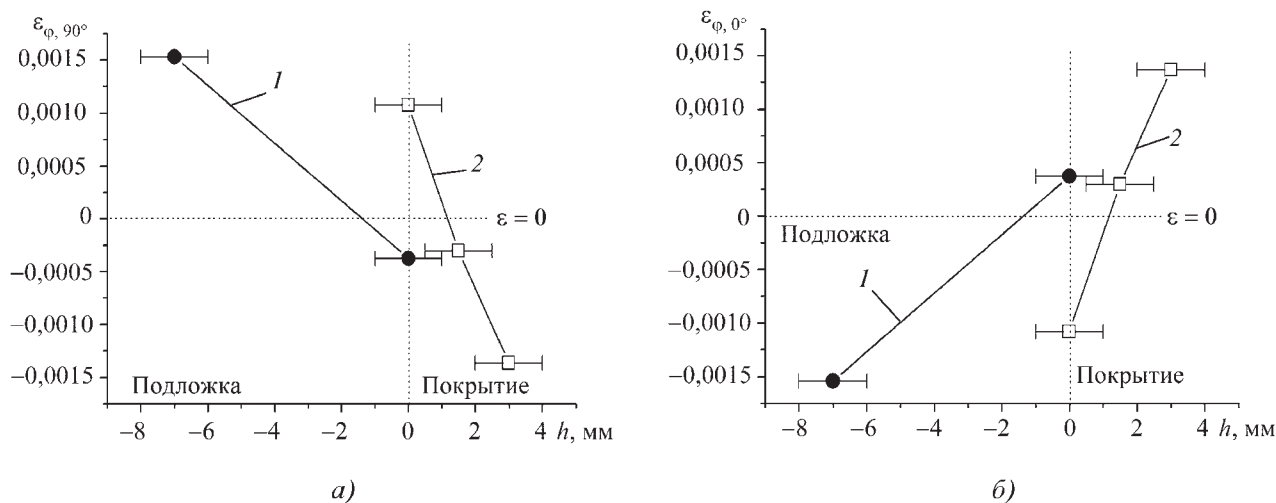 ε_φ, 90°
0,0015
0,0010
0,0005
0
−0,0005
−0,0010
−0,0015
1
2
ε = 0
Подложка
Покрытие
−8 −6 −4 −2 0 2 4 h, мм
а)
ε_φ, 0°
0,0015
0,0010
0,0005
0
−0,0005
−0,0010
−0,0015
2
ε = 0
Подложка
1
Покрытие
−8 −6 −4 −2 0 2 4 h, мм
б)